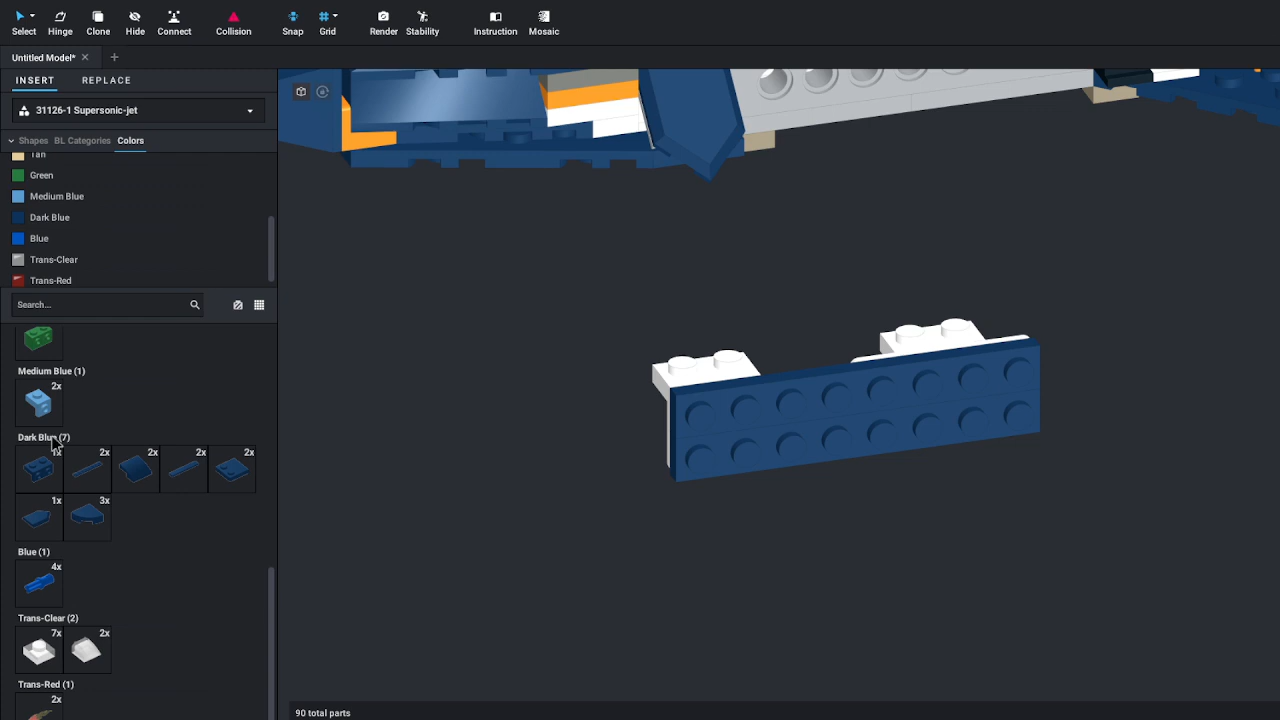 Select Hinge Clone Hide Connect Collision Snap Grid Render Stability Instruction Mosaic
Untitled Model*
INSERT REPLACE
31126-1 Supersonic-jet
Shapes BL Categories Colors
Tan
Green
Medium Blue
Dark Blue
Blue
Trans-Clear
Trans-Red
Search...
Medium Blue (1)
2x
Dark Blue (7)
1x 2x 2x 2x 2x
1x 3x
Blue (1)
4x
Trans-Clear (2)
7x 2x
Trans-Red (1)
2x
90 total parts